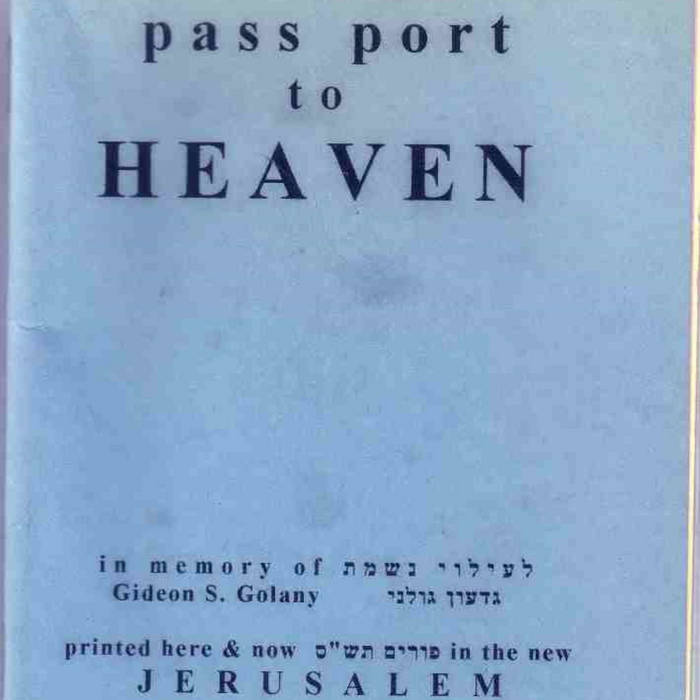 pass port
to
HEAVEN
in memory of לעילוי נשמת
Gideon S. Golany גדעון גולני
printed here & now פורים תש"ס in the new
JERUSALEM